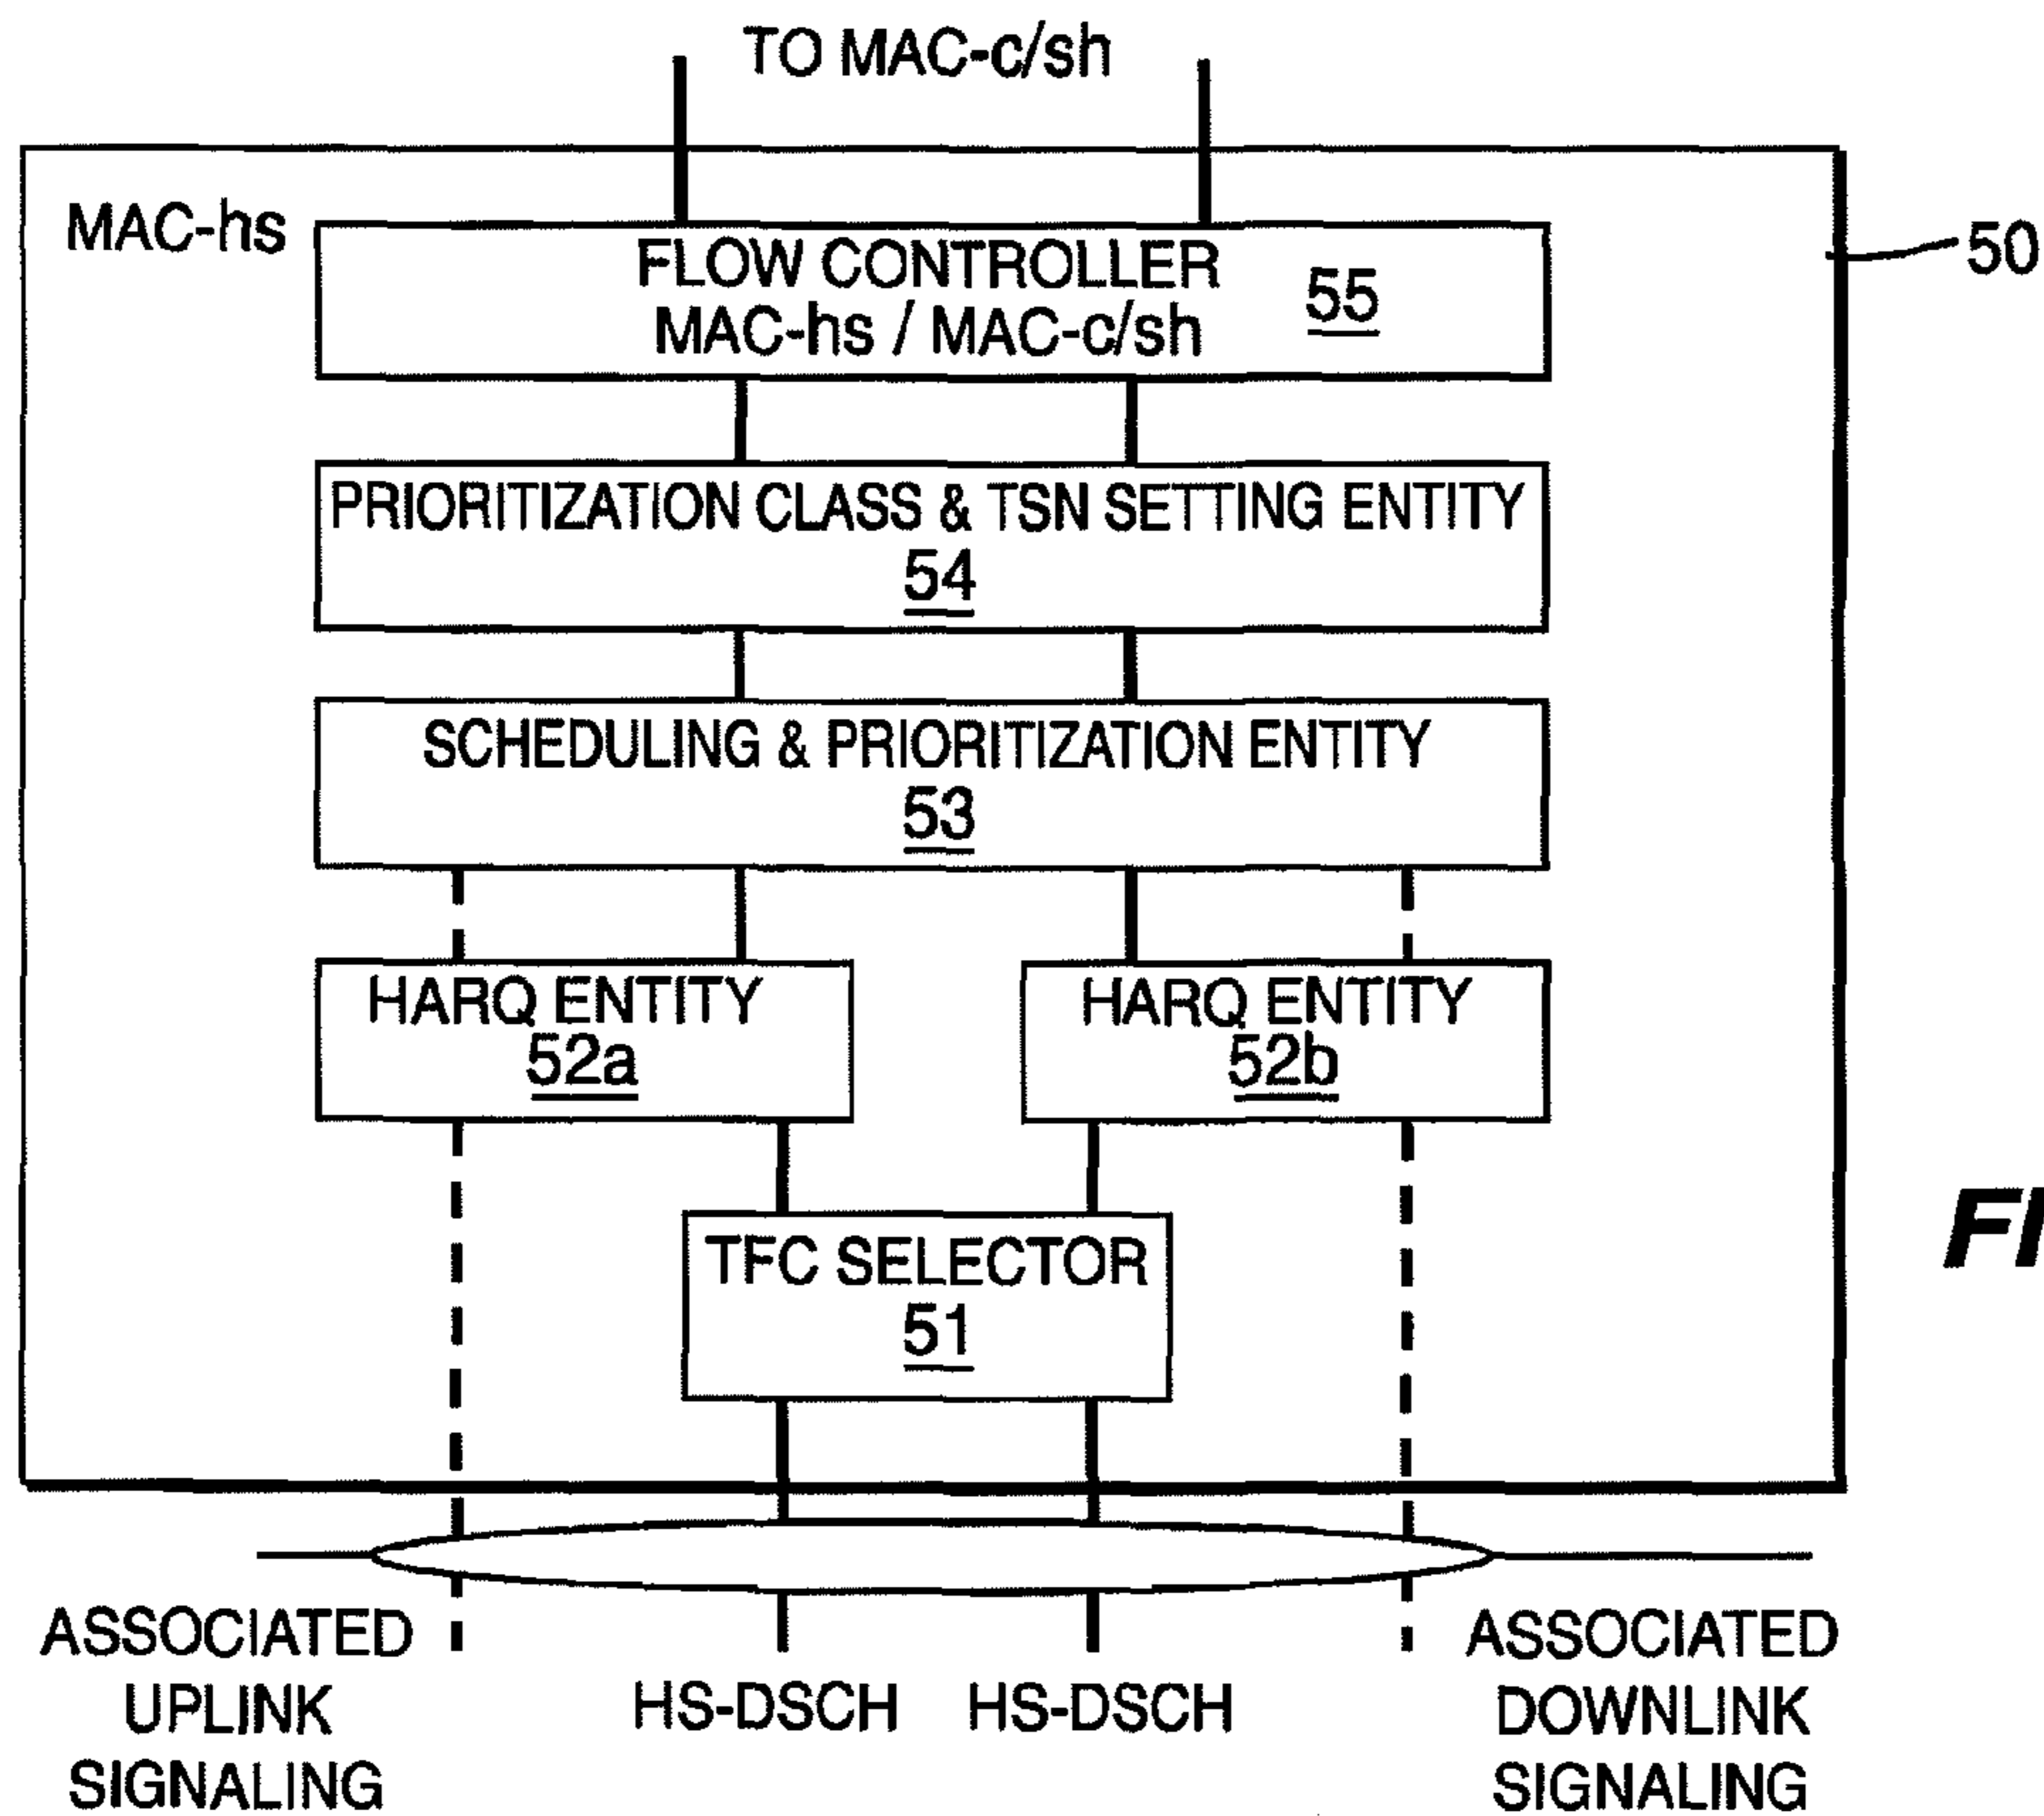 TO MAC-c/sh
MAC-hs
50
FLOW CONTROLLER
MAC-hs / MAC-c/sh
55
PRIORITIZATION CLASS & TSN SETTING ENTITY
54
SCHEDULING & PRIORITIZATION ENTITY
53
HARQ ENTITY
52a
HARQ ENTITY
52b
TFC SELECTOR
51
ASSOCIATED
UPLINK
SIGNALING
HS-DSCH
HS-DSCH
ASSOCIATED
DOWNLINK
SIGNALING